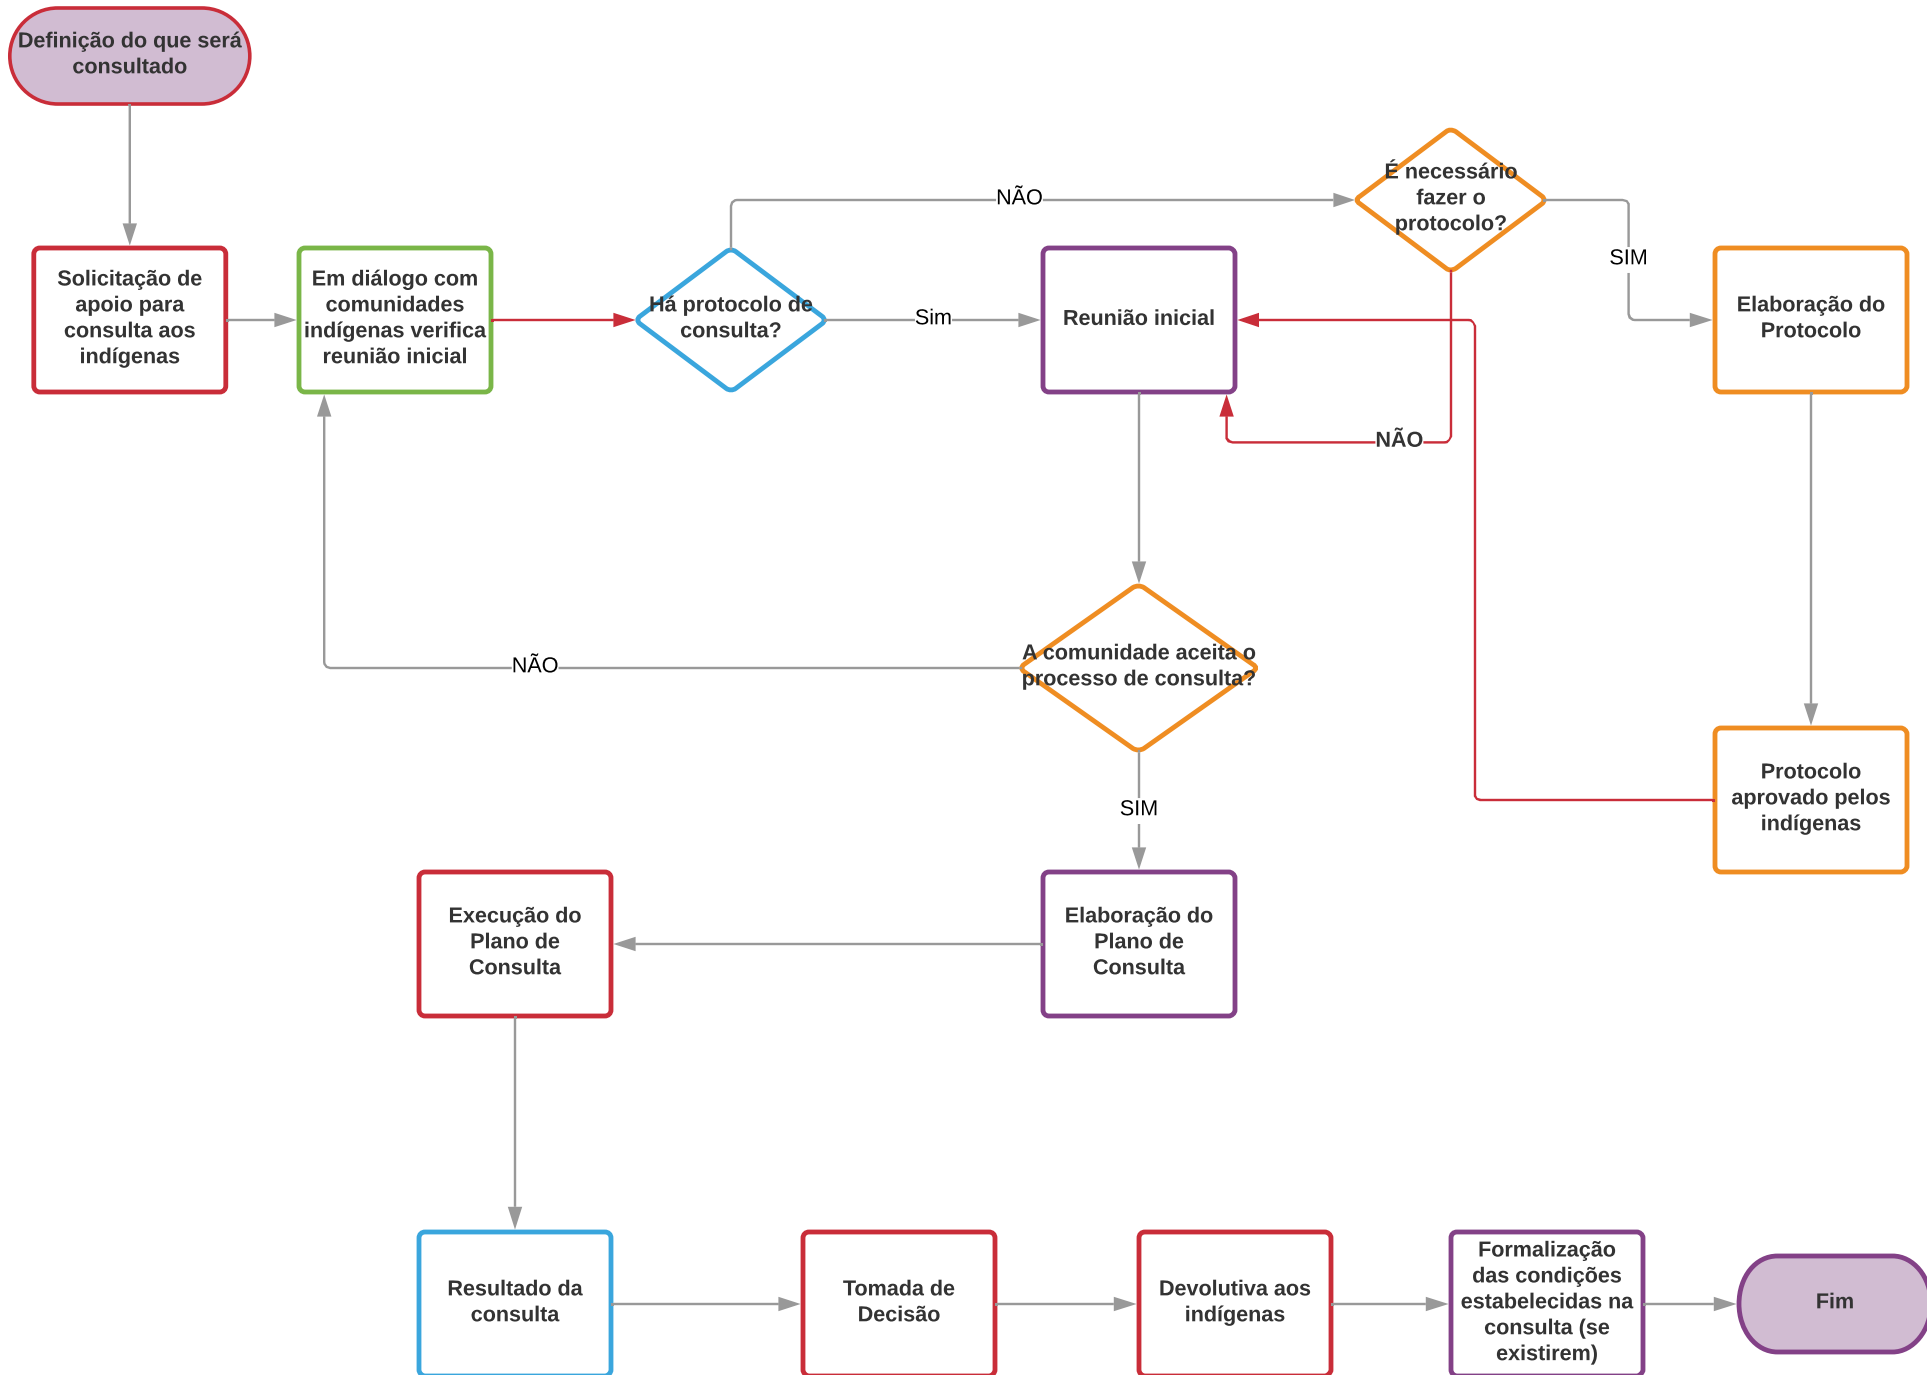 Definição do que será
consultado
Solicitação de
apoio para
consulta aos
indígenas
Em diálogo com
comunidades
indígenas verifica
reunião inicial
Há protocolo de
consulta?
NÃO
Sim
Reunião inicial
É necessário
fazer o
protocolo?
SIM
NÃO
Elaboração do
Protocolo
Protocolo
aprovado pelos
indígenas
A comunidade aceita o
processo de consulta?
NÃO
SIM
Elaboração do
Plano de
Consulta
Execução do
Plano de
Consulta
Resultado da
consulta
Tomada de
Decisão
Devolutiva aos
indígenas
Formalização
das condições
estabelecidas na
consulta (se
existirem)
Fim